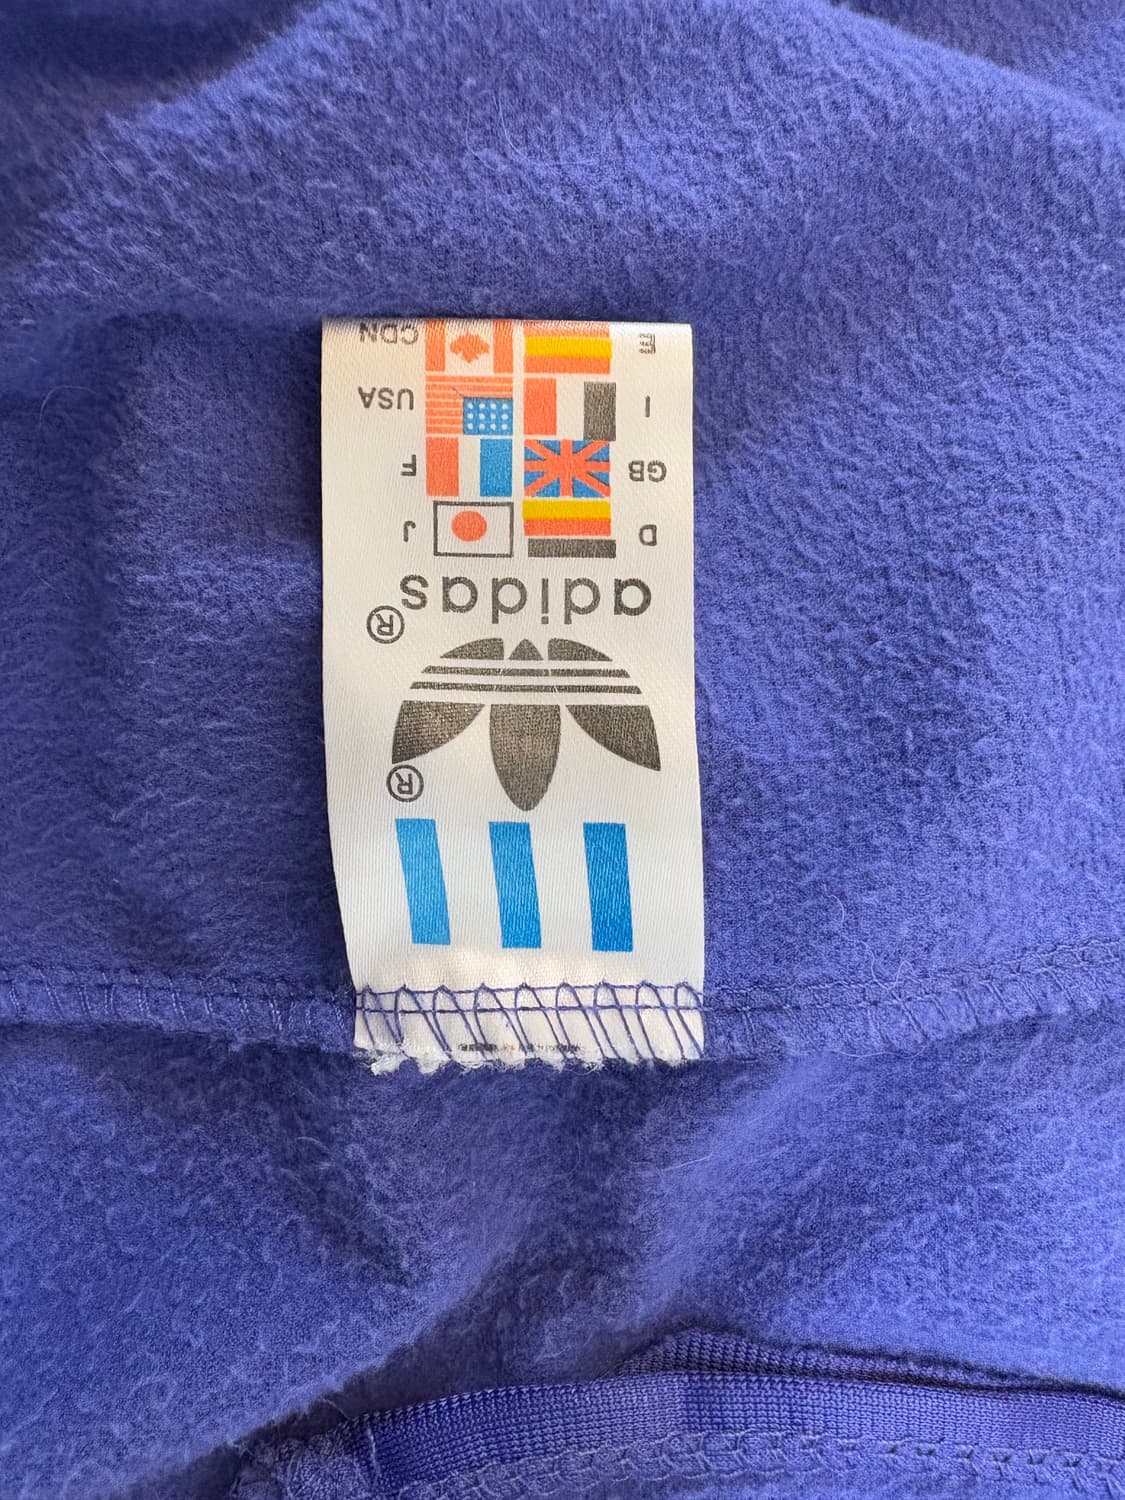 ®
adidas®
D J
GB F
I USA
E CDN